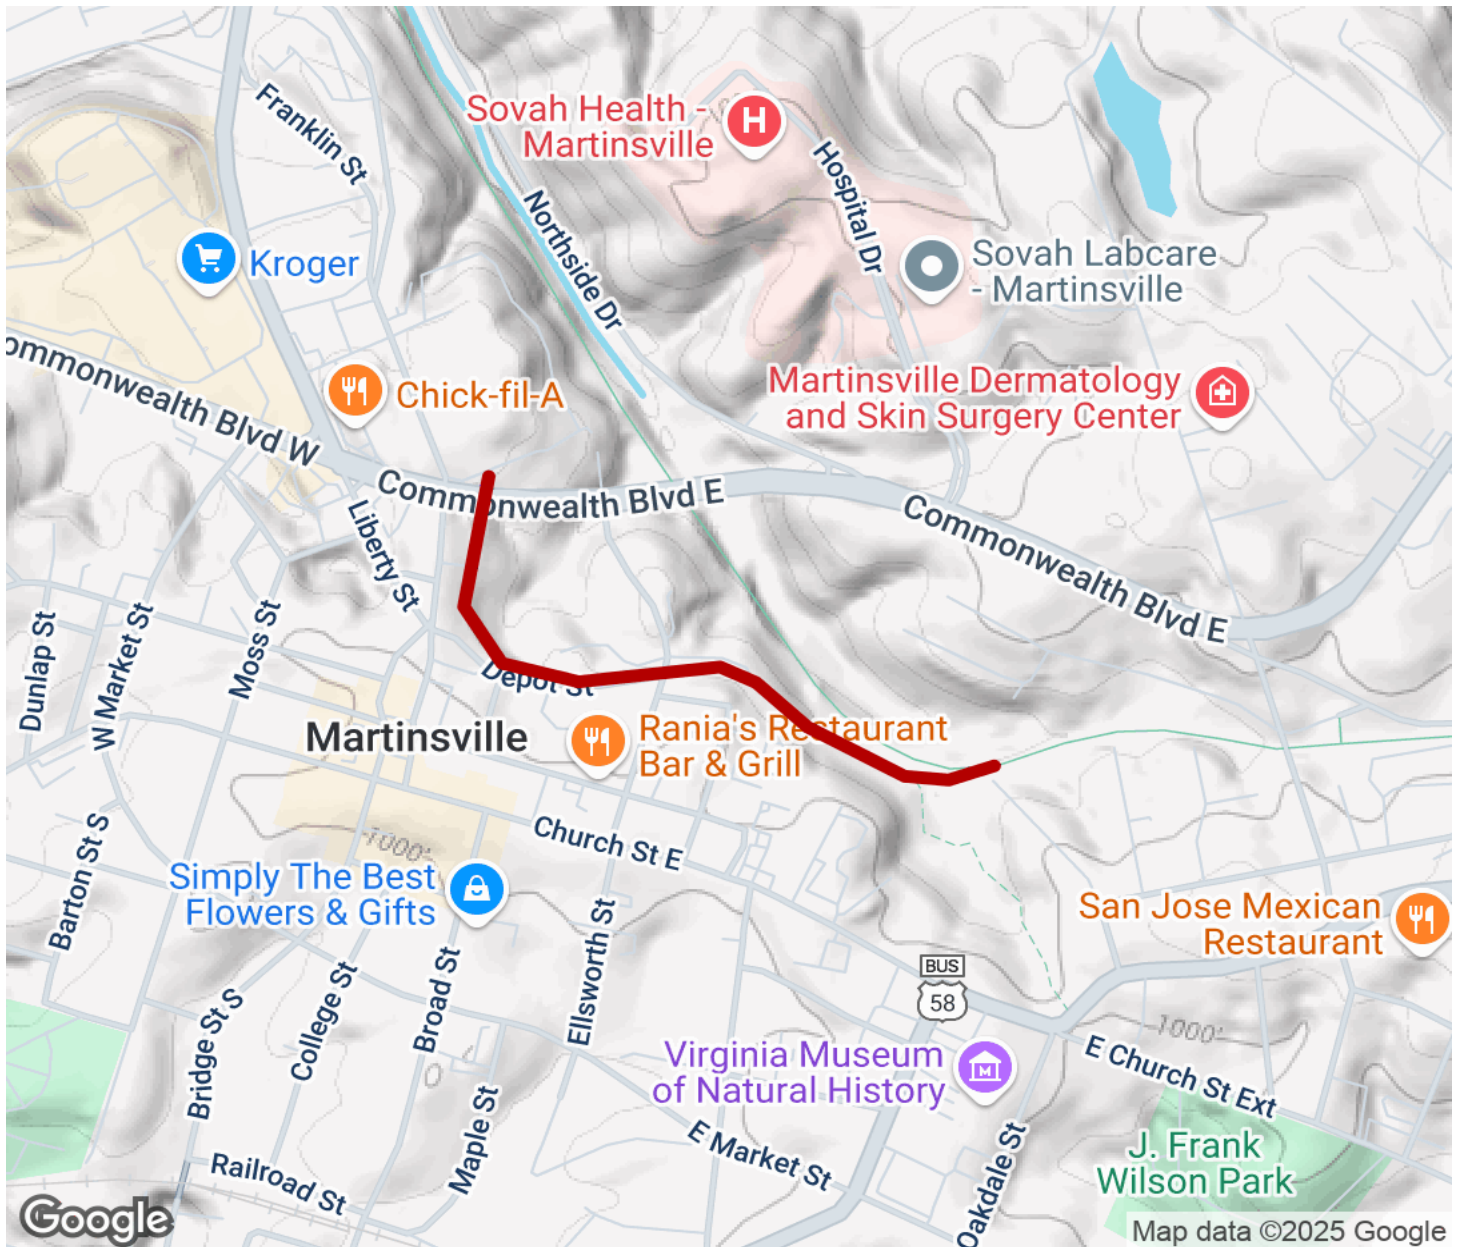 Franklin St
Sovah Health -
Martinsville
Hospital Dr
Northside Dr
Kroger
Sovah Labcare
- Martinsville
Chick-fil-A
Martinsville Dermatology
and Skin Surgery Center
ommonwealth Blvd W
Commonwealth Blvd E
Commonwealth Blvd E
Liberty St
Dunlap St
W Market St
Moss St
Depot St
Martinsville
Rania's Restaurant
Bar & Grill
1000'
Church St E
Barton St S
Simply The Best
Flowers & Gifts
San Jose Mexican
Restaurant
Ellsworth St
BUS
58
Bridge St S
College St
Broad St
1000'
Virginia Museum
of Natural History
E Church St Ext
Maple St
E Market St
Oakdale St
J. Frank
Wilson Park
Railroad St
Google
Map data ©2025 Google